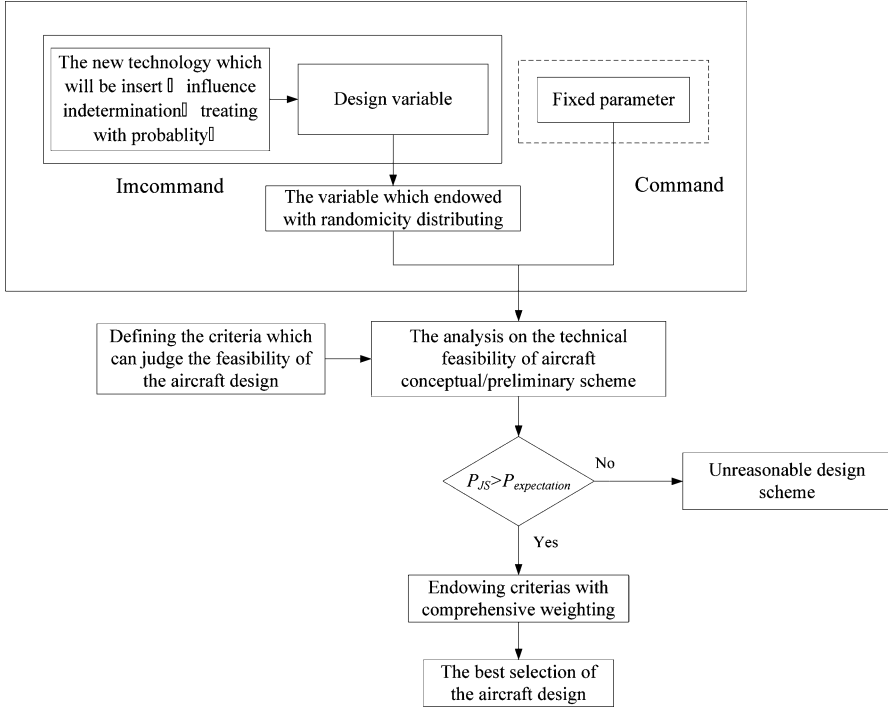 The new technology which
will be insert▯ influence
indetermination▯ treating
with probablity▯
Design variable
Fixed parameter
Imcommand
Command
The variable which endowed
with randomicity distributing
Defining the criteria which
can judge the feasibility of
the aircraft design
The analysis on the technical
feasibility of aircraft
conceptual/preliminary scheme
P_JS>P_expectation
No
Unreasonable design
scheme
Yes
Endowing criterias with
comprehensive weighting
The best selection of
the aircraft design